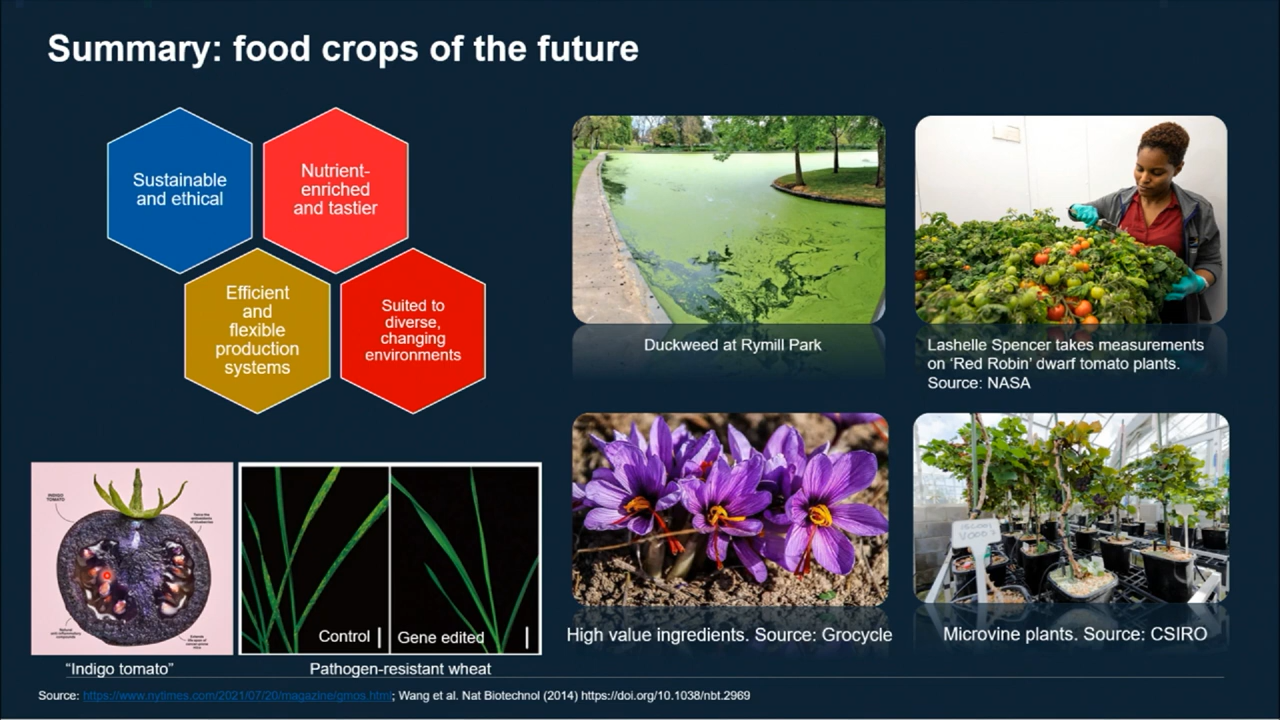 Summary: food crops of the future
Sustainable
and ethical
Nutrient-
enriched
and tastier
Efficient
and
flexible
production
systems
Suited to
diverse,
changing
environments
Duckweed at Rymill Park
Lashelle Spencer takes measurements
on ‘Red Robin’ dwarf tomato plants.
Source: NASA
INDIGO
TOMATO
Control
Gene edited
“Indigo tomato”
Pathogen-resistant wheat
High value ingredients. Source: Grocycle
Microvine plants. Source: CSIRO
Source: https://www.nytimes.com/2021/07/20/magazine/gmos.html; Wang et al. Nat Biotechnol (2014) https://doi.org/10.1038/nbt.2969